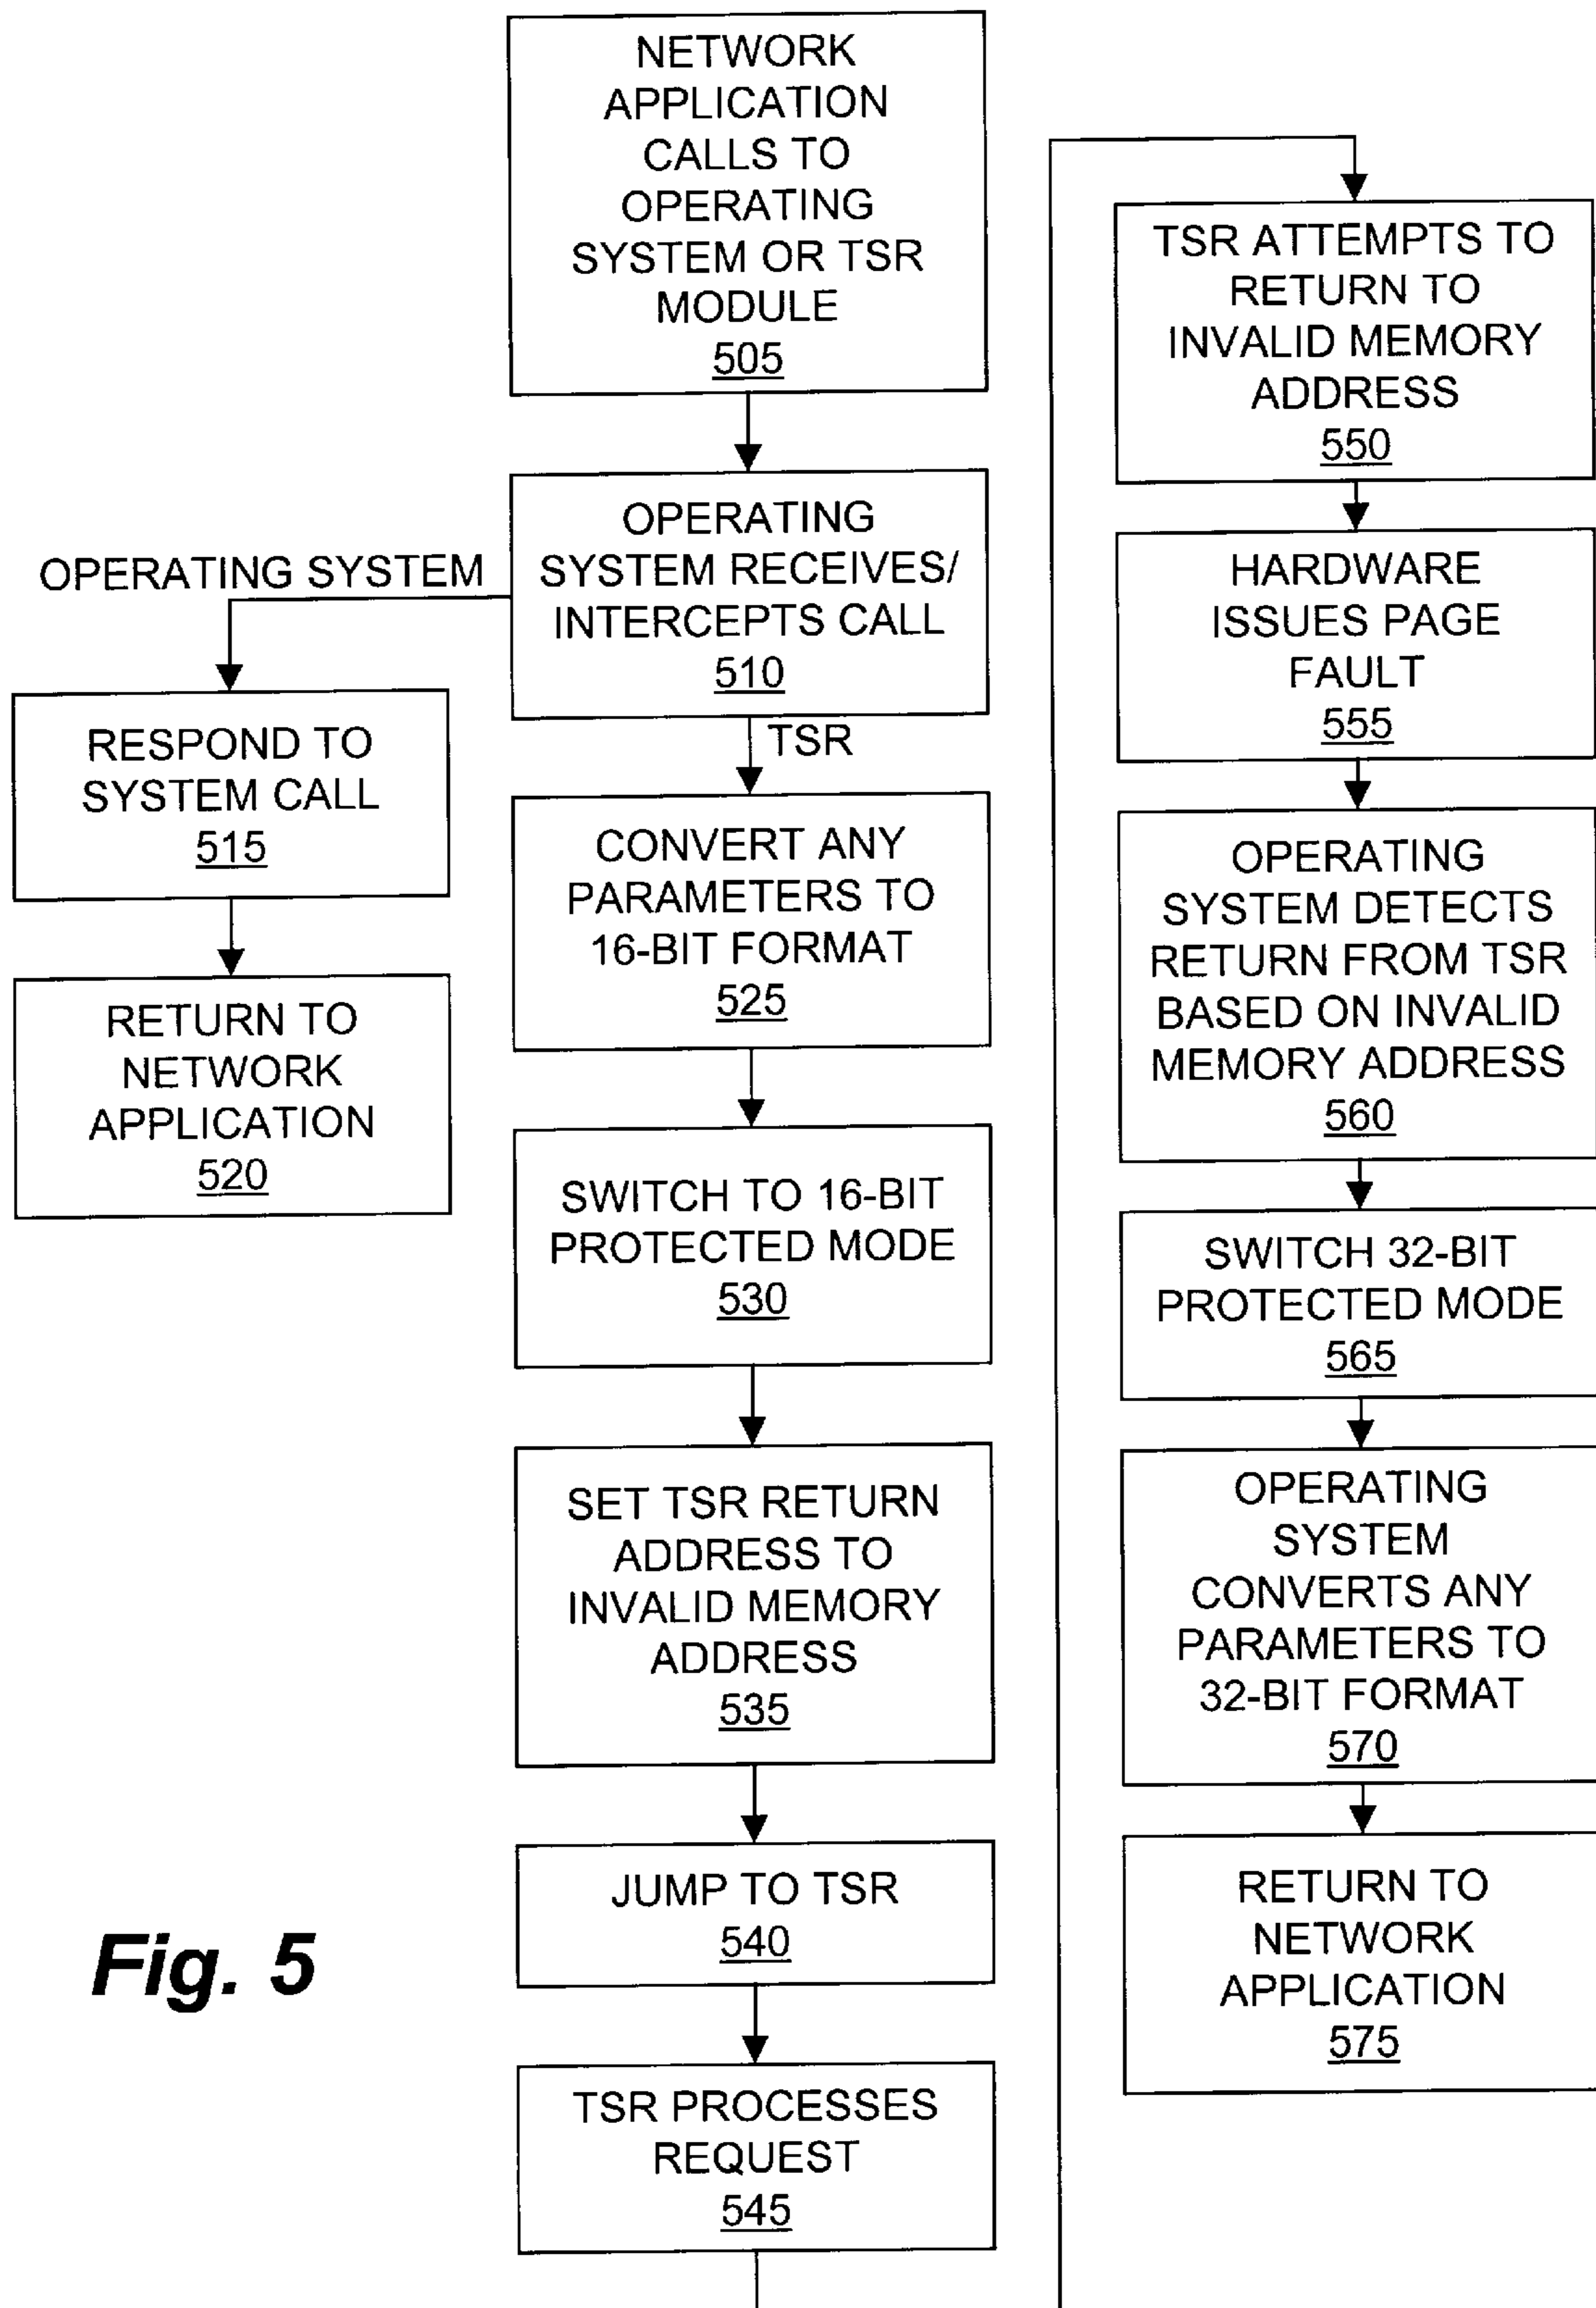 NETWORK
APPLICATION
CALLS TO
OPERATING
SYSTEM OR TSR
MODULE
505
OPERATING
SYSTEM RECEIVES/
INTERCEPTS CALL
510
OPERATING SYSTEM
RESPOND TO
SYSTEM CALL
515
RETURN TO
NETWORK
APPLICATION
520
TSR
CONVERT ANY
PARAMETERS TO
16-BIT FORMAT
525
SWITCH TO 16-BIT
PROTECTED MODE
530
SET TSR RETURN
ADDRESS TO
INVALID MEMORY
ADDRESS
535
JUMP TO TSR
540
TSR PROCESSES
REQUEST
545
TSR ATTEMPTS TO
RETURN TO
INVALID MEMORY
ADDRESS
550
HARDWARE
ISSUES PAGE
FAULT
555
OPERATING
SYSTEM DETECTS
RETURN FROM TSR
BASED ON INVALID
MEMORY ADDRESS
560
SWITCH 32-BIT
PROTECTED MODE
565
OPERATING
SYSTEM
CONVERTS ANY
PARAMETERS TO
32-BIT FORMAT
570
RETURN TO
NETWORK
APPLICATION
575
Fig. 5